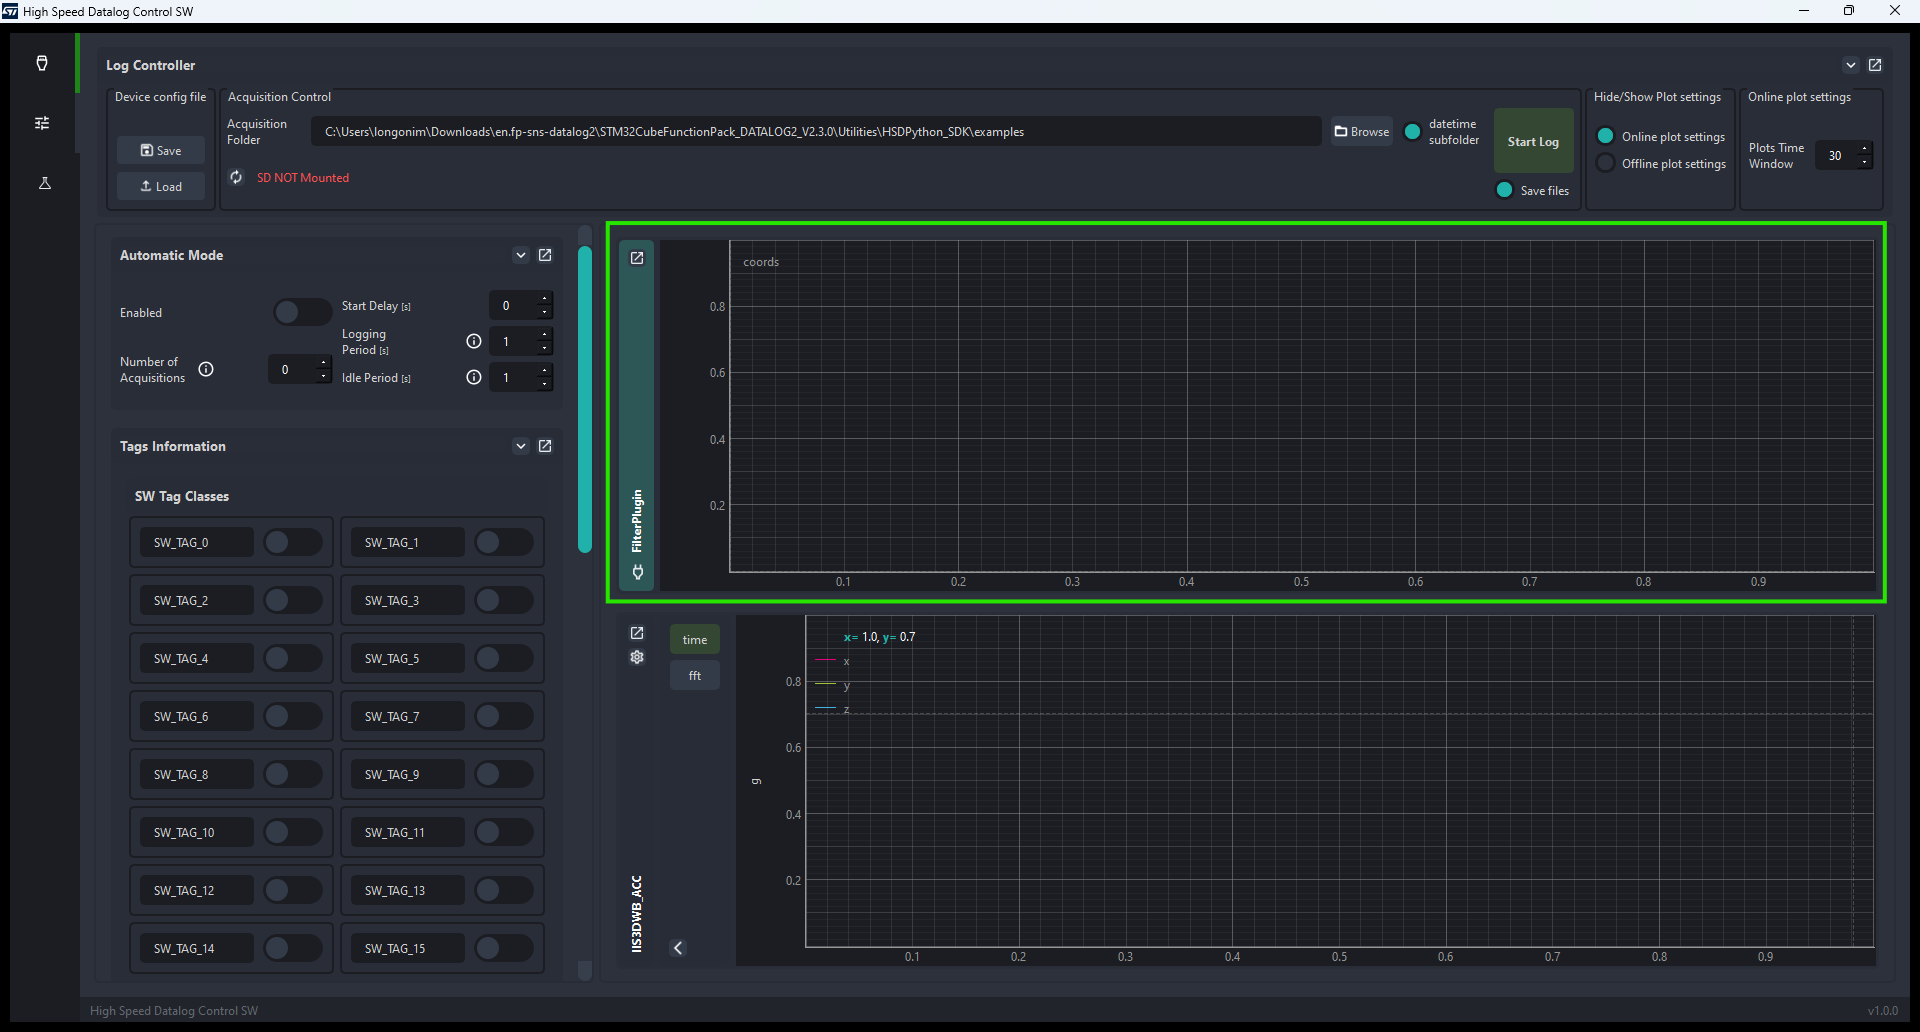 High Speed Datalog Control SW
Log Controller
Device config file
Save
Load
Acquisition Control
Acquisition
Folder
C:\Users\longonim\Downloads\en.fp-sns-datalog2\STM32CubeFunctionPack_DATALOG2_V2.3.0\Utilities\HSDPython_SDK\examples
Browse
datetime
subfolder
Start Log
SD NOT Mounted
Save files
Hide/Show Plot settings
Online plot settings
Offline plot settings
Online plot settings
Plots Time
Window
30
Automatic Mode
Enabled
Start Delay [s]
0
Logging
Period [s]
1
Number of
Acquisitions
0
Idle Period [s]
1
Tags Information
SW Tag Classes
SW_TAG_0
SW_TAG_1
SW_TAG_2
SW_TAG_3
SW_TAG_4
SW_TAG_5
SW_TAG_6
SW_TAG_7
SW_TAG_8
SW_TAG_9
SW_TAG_10
SW_TAG_11
SW_TAG_12
SW_TAG_13
SW_TAG_14
SW_TAG_15
FilterPlugin
coords
0.8
0.6
0.4
0.2
0.1 0.2 0.3 0.4 0.5 0.6 0.7 0.8 0.9
time
fft
IIS3DWB_ACC
x= 1.0, y= 0.7
x
y
z
g
0.8
0.6
0.4
0.2
0.1 0.2 0.3 0.4 0.5 0.6 0.7 0.8 0.9
High Speed Datalog Control SW
v1.0.0